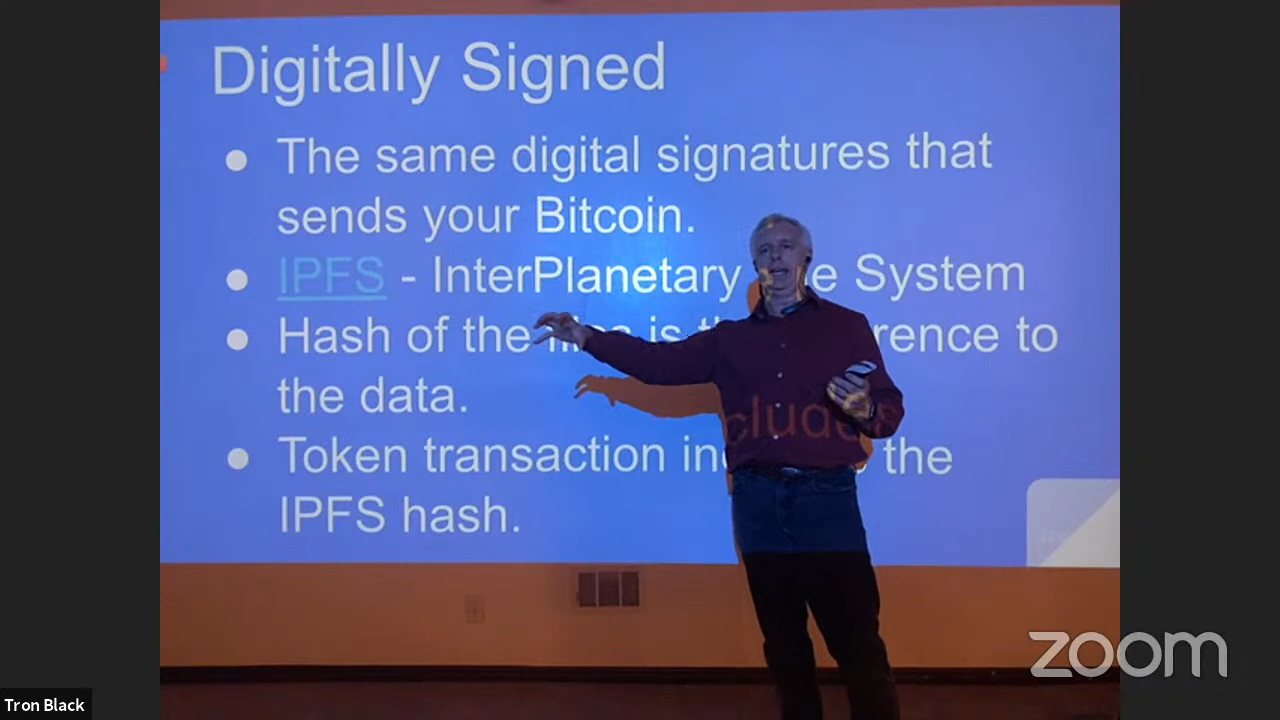 Digitally Signed
The same digital signatures that
sends your Bitcoin.
IPFS - InterPlanetary System
Hash of the is to
the data.
Token transaction the
IPFS hash.
zoom
Tron Black